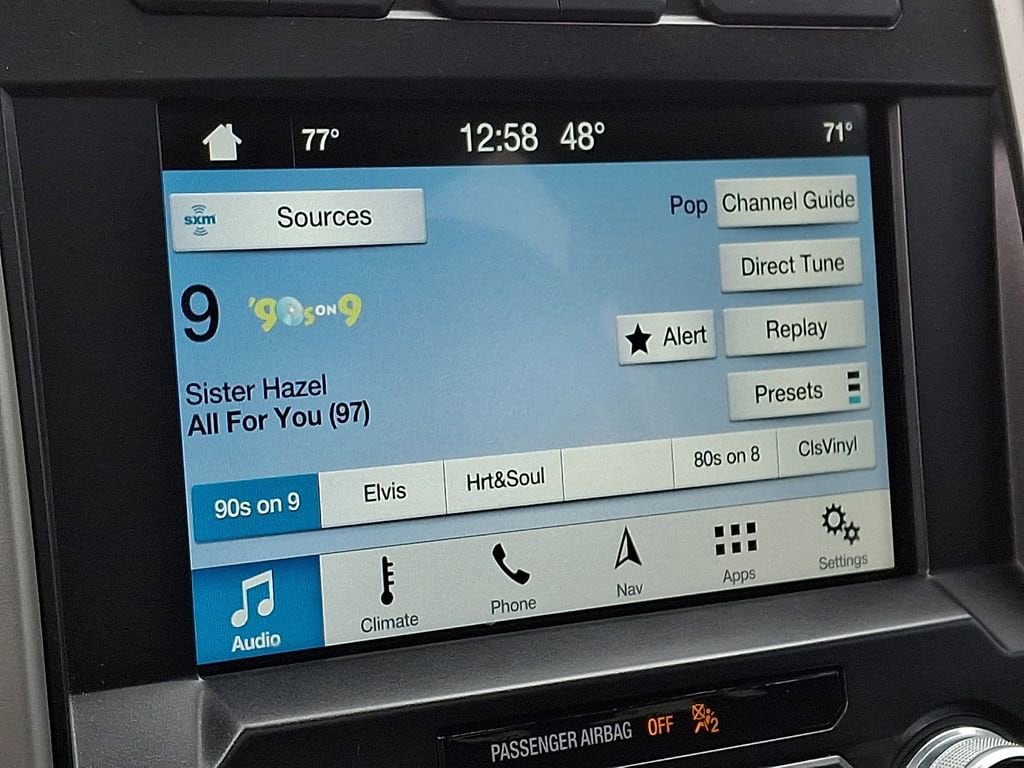 77° 12:58 48° 71°
sxm Sources
Pop Channel Guide
Direct Tune
9 '90s ON 9
Alert Replay
Sister Hazel
All For You (97)
Presets
90s on 9 Elvis Hrt&Soul 80s on 8 ClsVinyl
Audio Climate Phone Nav Apps Settings
PASSENGER AIRBAG OFF 2